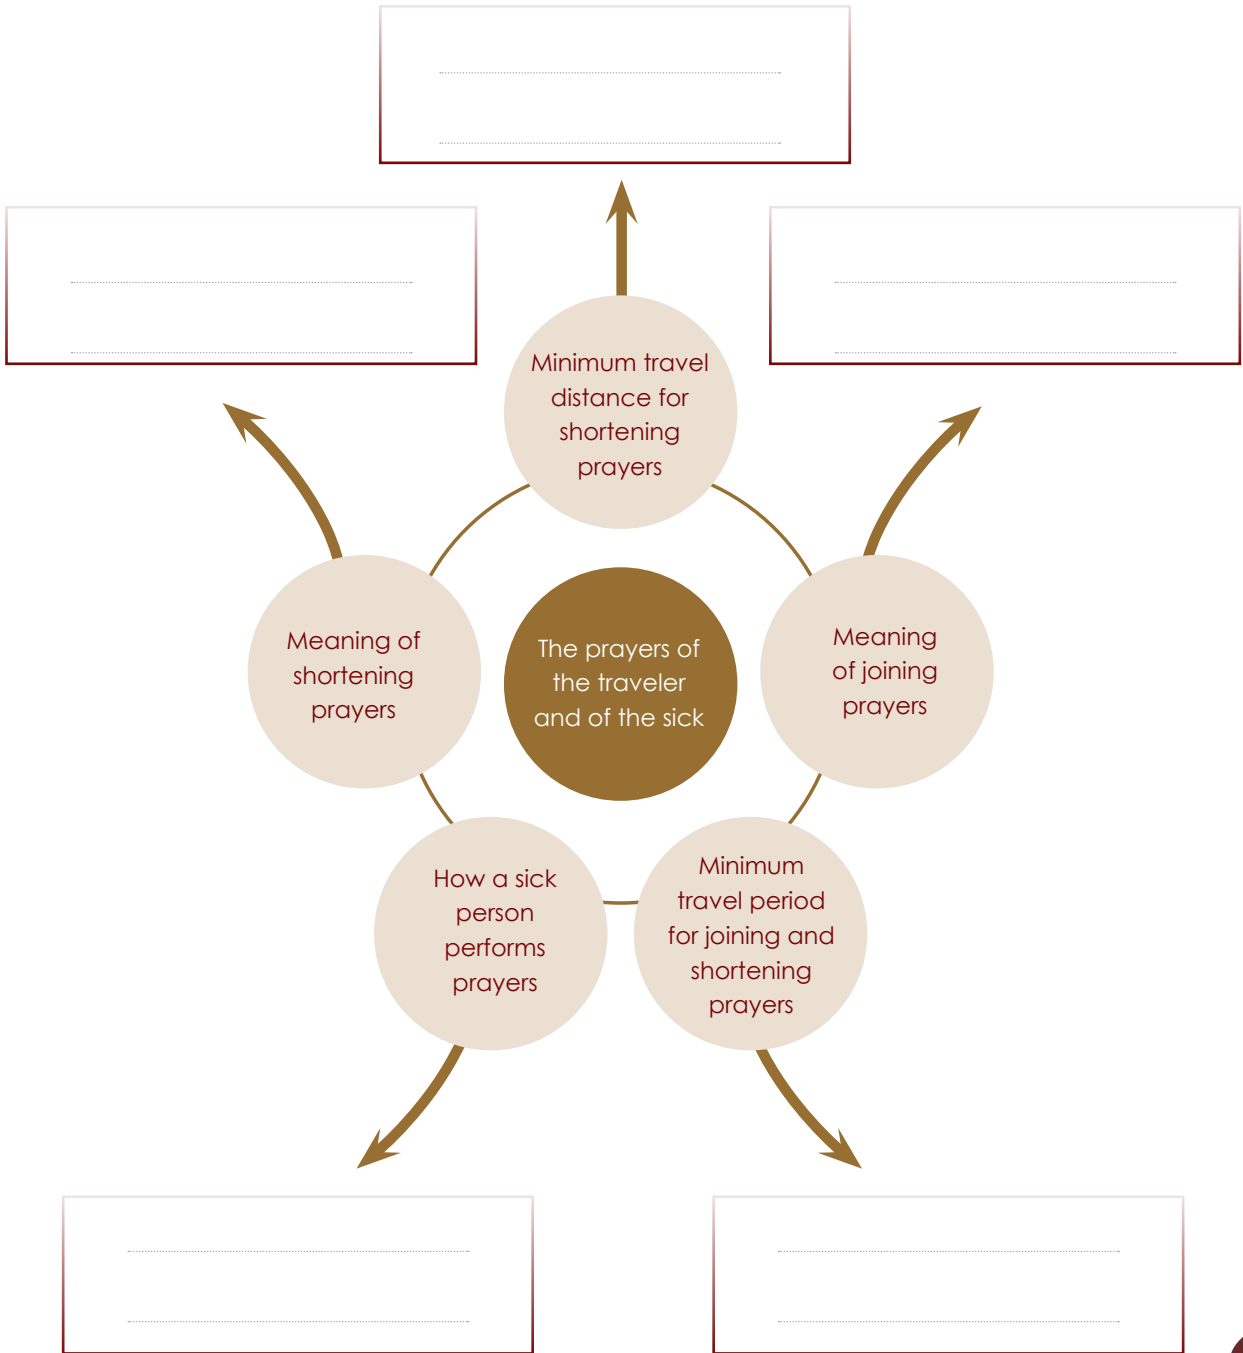 Minimum travel
distance for
shortening
prayers
Meaning of
shortening
prayers
The prayers of
the traveler
and of the sick
Meaning
of joining
prayers
How a sick
person
performs
prayers
Minimum
travel period
for joining and
shortening
prayers